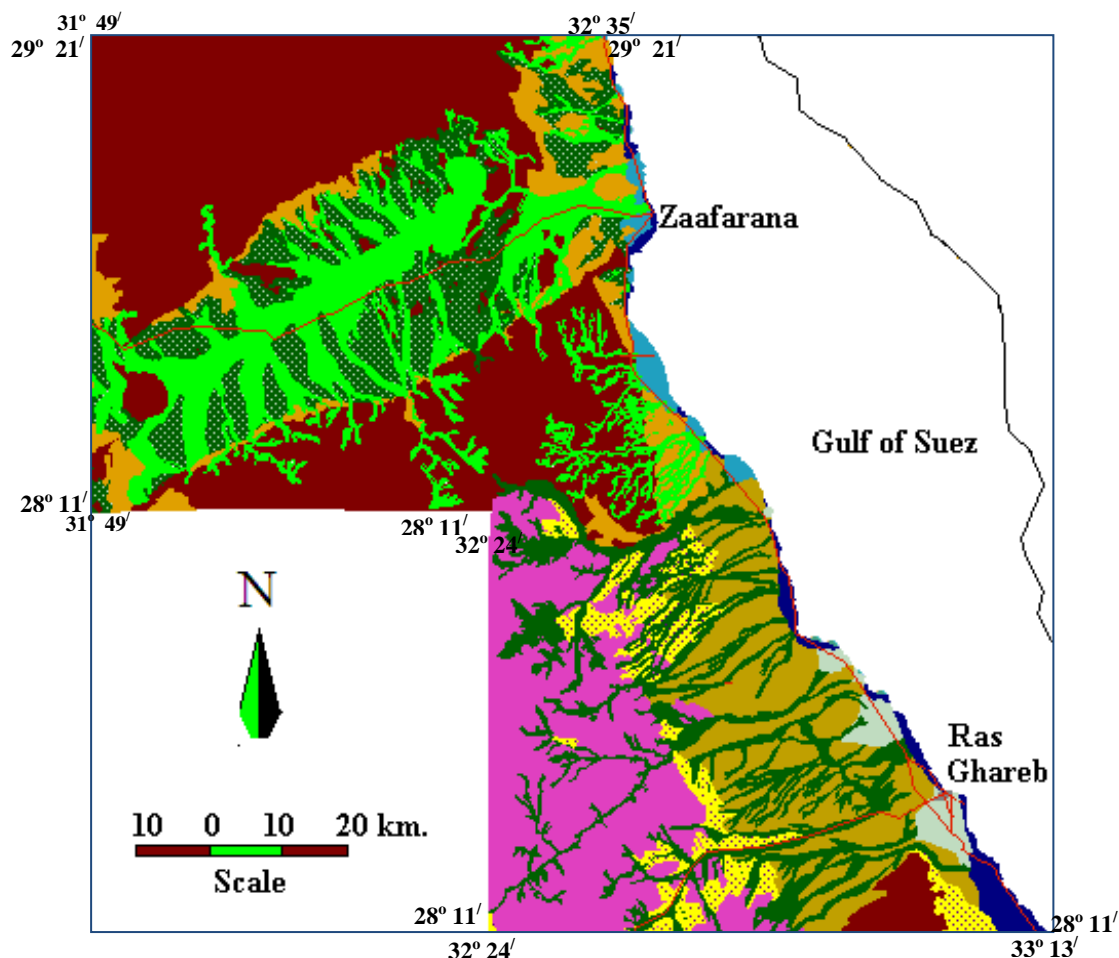 31º 49/
32º 35/
29º 21/
29º 21/
Zaafarana
Gulf of Suez
28º 11/
31º 49/
28º 11/
32º 24/
N
Ras
Ghareb
10 0 10 20 km.
Scale
28º 11/
28º 11/
32º 24/
33º 13/